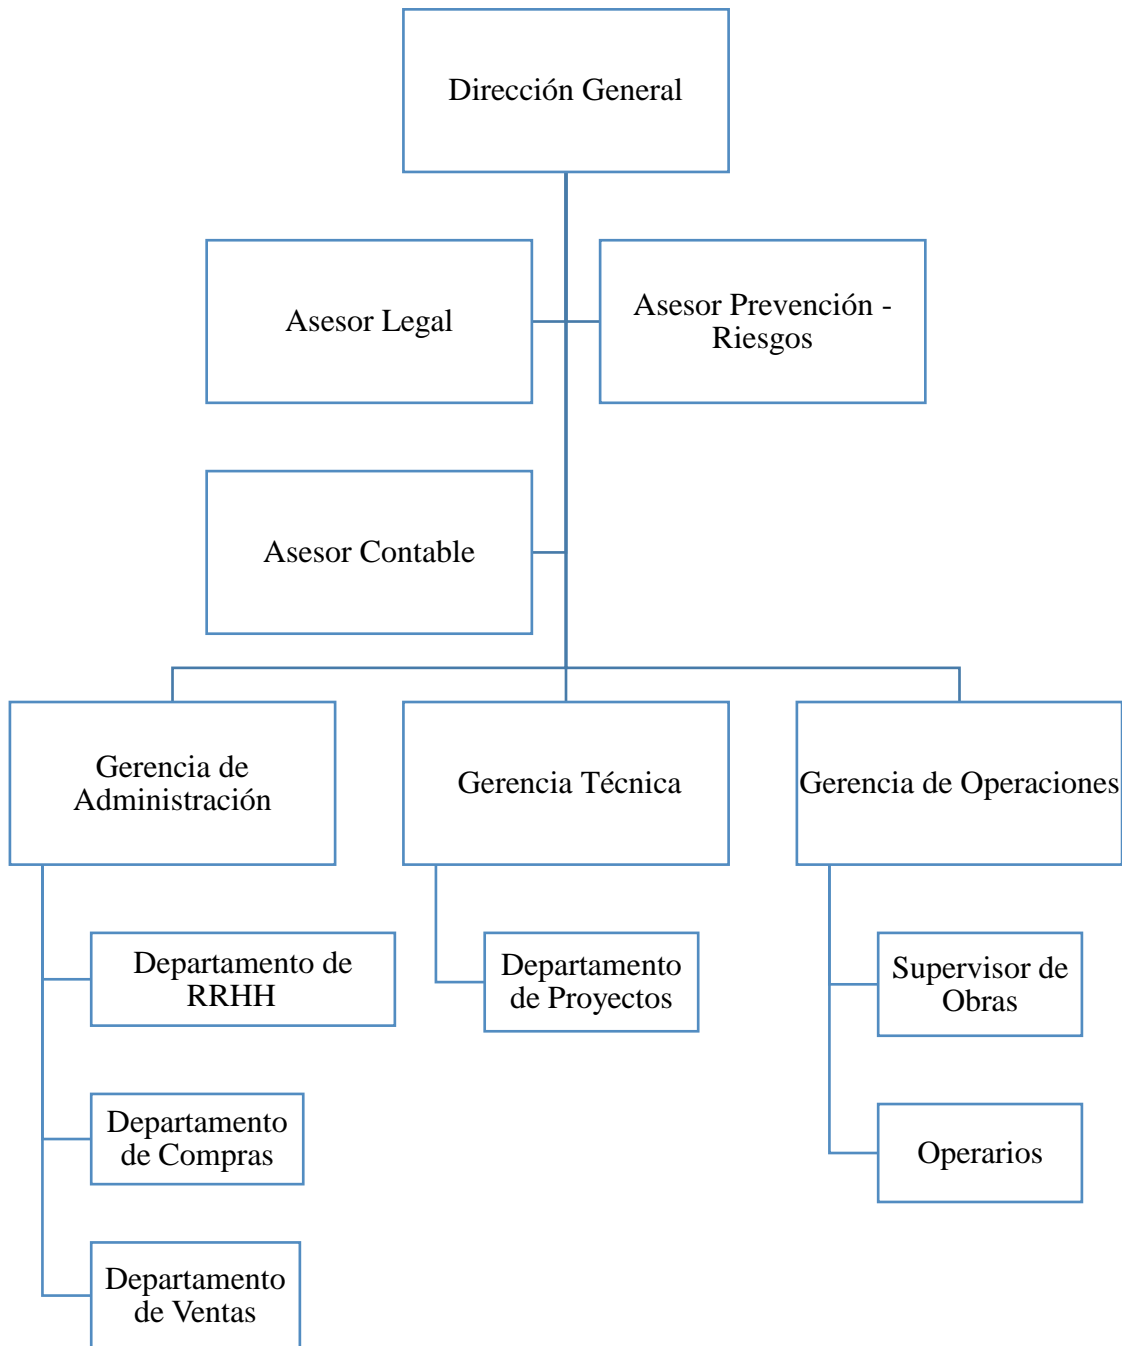 Dirección General
Asesor Legal
Asesor Prevención -
Riesgos
Asesor Contable
Gerencia de
Administración
Gerencia Técnica
Gerencia de Operaciones
Departamento de
RRHH
Departamento
de Proyectos
Supervisor de
Obras
Departamento
de Compras
Operarios
Departamento
de Ventas